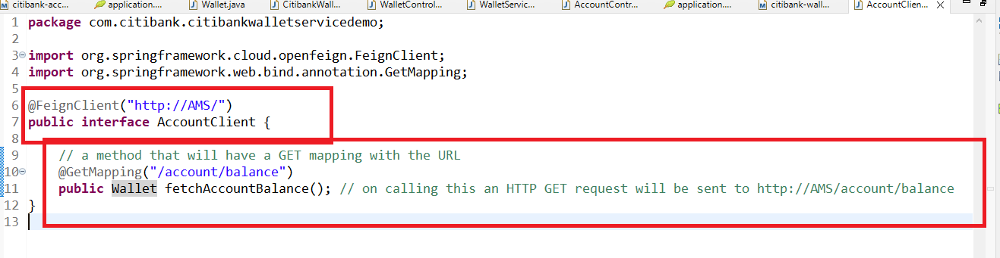 citibank-acc... application.... Wallet.java CitibankWall... WalletControl... WalletServic... AccountContr... application.... citibank-wall... AccountClien...
1 package com.citibank.citibankwalletservicedemo;
2
3 import org.springframework.cloud.openfeign.FeignClient;
4 import org.springframework.web.bind.annotation.GetMapping;
5
6 @FeignClient("http://AMS/")
7 public interface AccountClient {
8
9 // a method that will have a GET mapping with the URL
10 @GetMapping("/account/balance")
11 public Wallet fetchAccountBalance(); // on calling this an HTTP GET request will be sent to http://AMS/account/balance
12 }
13